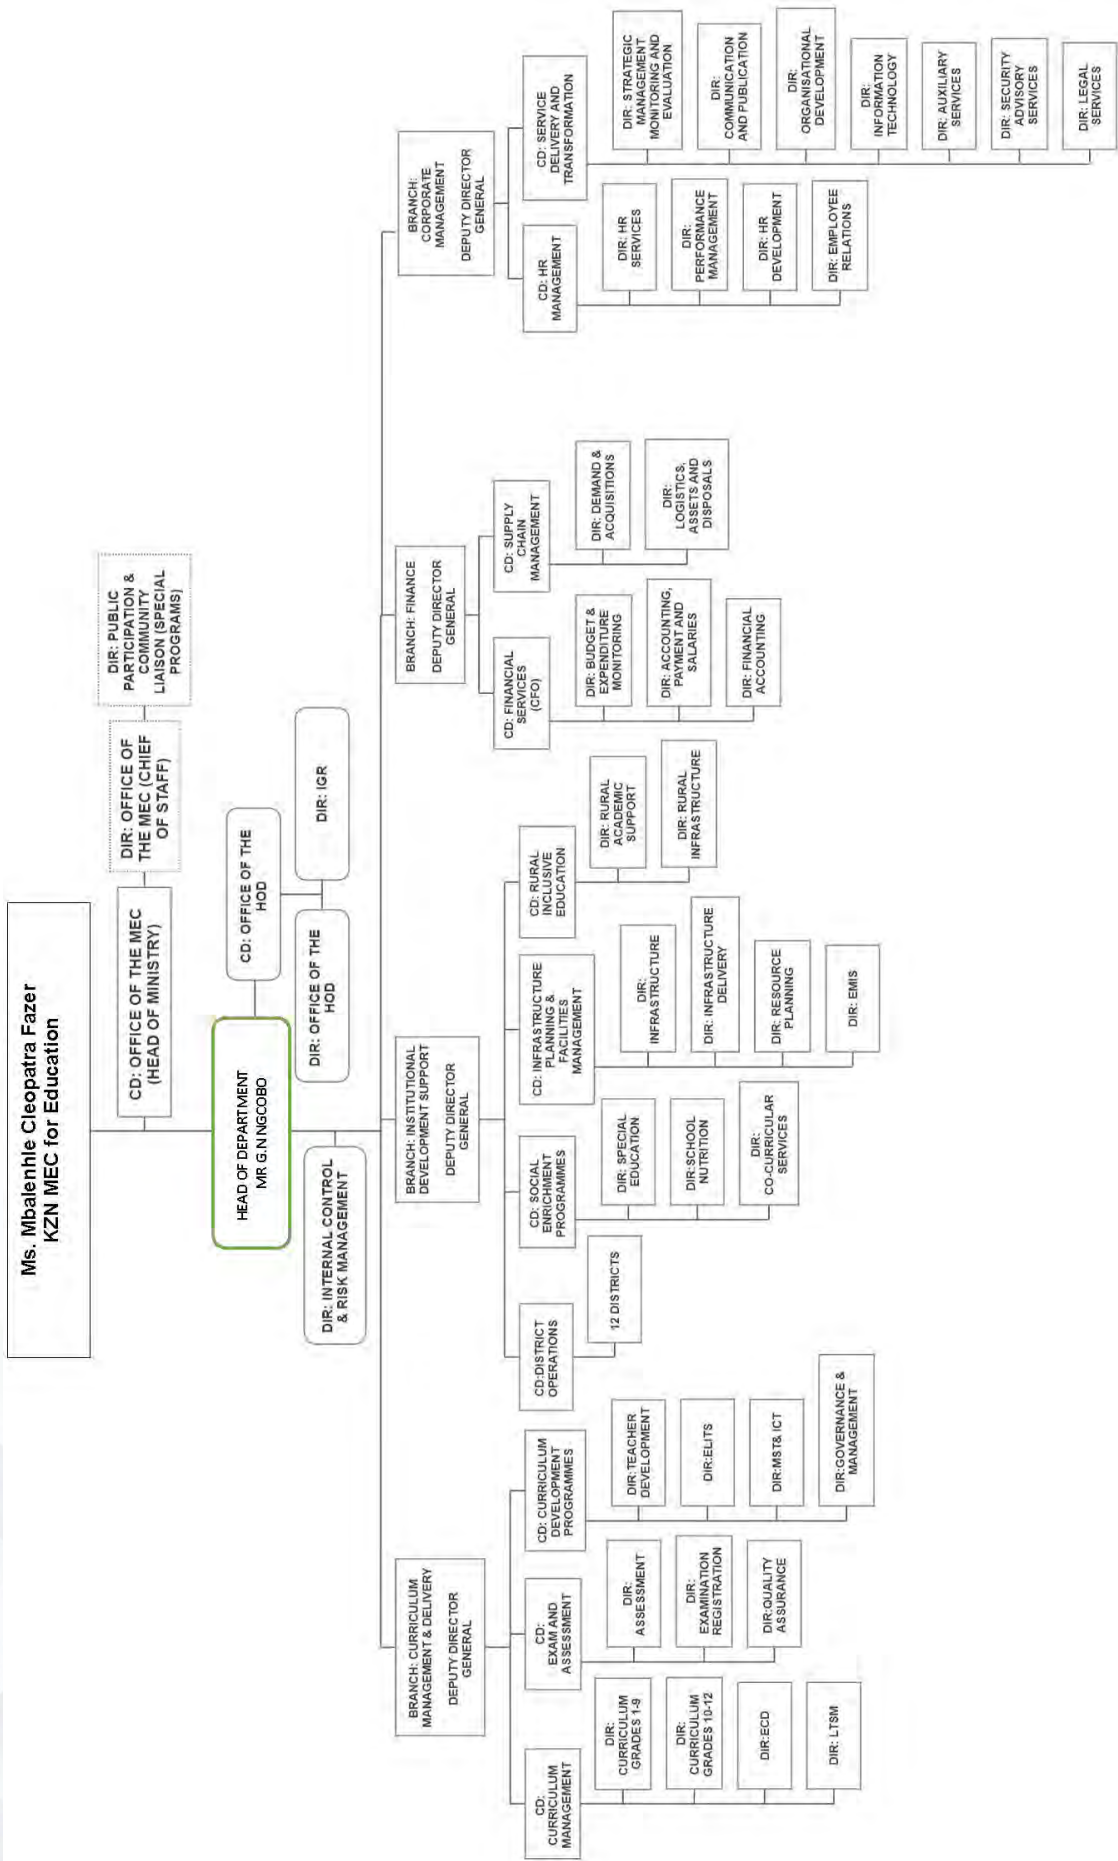 Ms. Mbalenhle Cleopatra Fazer
KZN MEC for Education
CD: OFFICE OF THE MEC
(HEAD OF MINISTRY)
DIR: OFFICE OF
THE MEC (CHIEF
OF STAFF)
DIR: PUBLIC
PARTICIPATION &
COMMUNITY
LIAISON (SPECIAL
PROGRAMS)
HEAD OF DEPARTMENT
MR G.N NGCOBO
CD: OFFICE OF THE
HOD
DIR: OFFICE OF THE
HOD
DIR: IGR
DIR: INTERNAL CONTROL
& RISK MANAGEMENT
BRANCH: CURRICULUM
MANAGEMENT & DELIVERY
DEPUTY DIRECTOR
GENERAL
CD:
CURRICULUM
MANAGEMENT
DIR:
CURRICULUM
GRADES 1-9
DIR:
CURRICULUM
GRADES 10-12
DIR:ECD
DIR: LTSM
CD:
EXAM AND
ASSESSMENT
DIR:
ASSESSMENT
DIR:
EXAMINATION
REGISTRATION
DIR:QUALITY
ASSURANCE
CD: CURRICULUM
DEVELOPMENT
PROGRAMMES
DIR:TEACHER
DEVELOPMENT
DIR:ELITS
DIR:MST& ICT
DIR:GOVERNANCE &
MANAGEMENT
BRANCH: INSTITUTIONAL
DEVELOPMENT SUPPORT
DEPUTY DIRECTOR
GENERAL
CD:DISTRICT
OPERATIONS
12 DISTRICTS
CD: SOCIAL
ENRICHMENT
PROGRAMMES
DIR: SPECIAL
EDUCATION
DIR:SCHOOL
NUTRITION
DIR:
CO-CURRICULAR
SERVICES
CD: INFRASTRUCTURE
PLANNING &
FACILITIES
MANAGEMENT
DIR:
INFRASTRUCTURE
DIR: INFRASTRUCTURE
DELIVERY
DIR: RESOURCE
PLANNING
DIR: EMIS
CD: RURAL
INCLUSIVE
EDUCATION
DIR: RURAL
ACADEMIC
SUPPORT
DIR: RURAL
INFRASTRUCTURE
BRANCH: FINANCE
DEPUTY DIRECTOR
GENERAL
CD: FINANCIAL
SERVICES
(CFO)
DIR: BUDGET &
EXPENDITURE
MONITORING
DIR: ACCOUNTING,
PAYMENT AND
SALARIES
DIR: FINANCIAL
ACCOUNTING
CD: SUPPLY
CHAIN
MANAGEMENT
DIR: DEMAND &
ACQUISITIONS
DIR:
LOGISTICS,
ASSETS AND
DISPOSALS
BRANCH:
CORPORATE
MANAGEMENT
DEPUTY DIRECTOR
GENERAL
CD: HR
MANAGEMENT
DIR: HR
SERVICES
DIR:
PERFORMANCE
MANAGEMENT
DIR: HR
DEVELOPMENT
DIR: EMPLOYEE
RELATIONS
CD: SERVICE
DELIVERY AND
TRANSFORMATION
DIR: STRATEGIC
MANAGEMENT
MONITORING AND
EVALUATION
DIR:
COMMUNICATION
AND PUBLICATION
DIR:
ORGANISATIONAL
DEVELOPMENT
DIR:
INFORMATION
TECHNOLOGY
DIR: AUXILIARY
SERVICES
DIR: SECURITY
ADVISORY
SERVICES
DIR: LEGAL
SERVICES